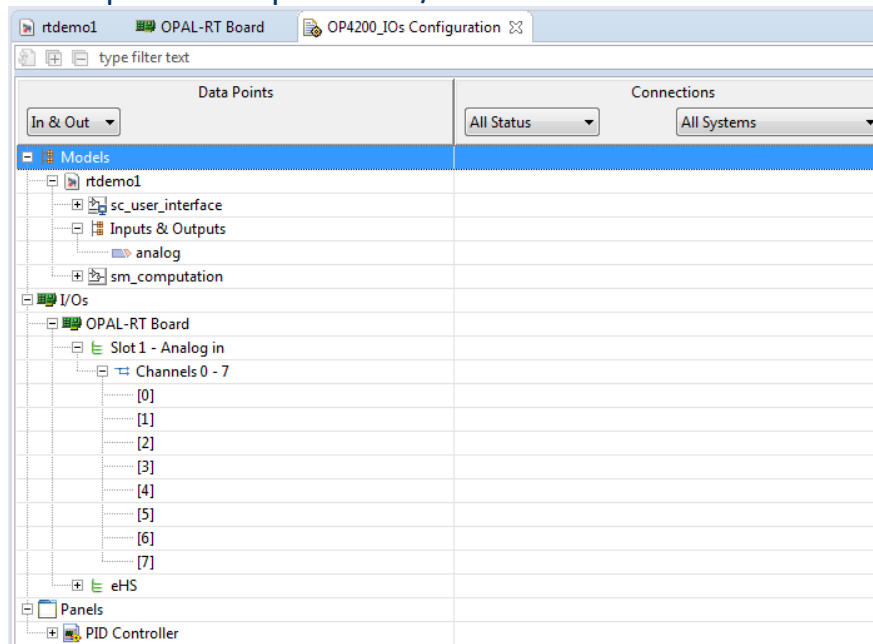 rtdemo1 OPAL-RT Board OP4200_IOs Configuration
type filter text
Data Points Connections
In & Out All Status All Systems
Models
rtdemo1
sc_user_interface
Inputs & Outputs
analog
sm_computation
I/Os
OPAL-RT Board
Slot 1 - Analog in
Channels 0 - 7
[0]
[1]
[2]
[3]
[4]
[5]
[6]
[7]
eHS
Panels
PID Controller